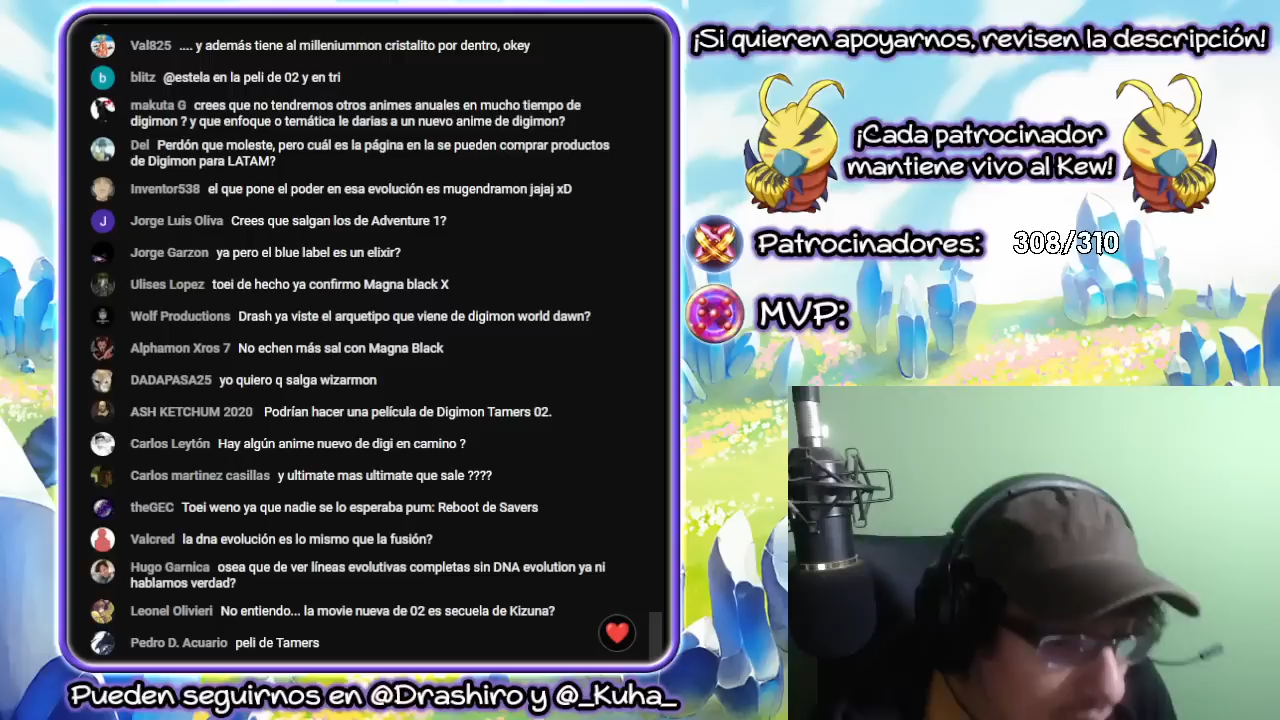 Val825 .... y además tiene al milleniummon cristalito por dentro, okey
b
blitz @estela en la peli de 02 y en tri
makuta G crees que no tendremos otros animes anuales en mucho tiempo de
digimon ? y que enfoque o temática le darias a un nuevo anime de digimon?
Del Perdón que moleste, pero cuál es la página en la se pueden comprar productos
de Digimon para LATAM?
Inventor538 el que pone el poder en esa evolución es mugendramon jajaj xD
J
Jorge Luis Oliva Crees que salgan los de Adventure 1?
Jorge Garzon ya pero el blue label es un elixir?
Ulises Lopez toei de hecho ya confirmo Magna black X
Wolf Productions Drash ya viste el arquetipo que viene de digimon world dawn?
Alphamon Xros 7 No echen más sal con Magna Black
DADAPASA25 yo quiero q salga wizarmon
ASH KETCHUM 2020 Podrían hacer una película de Digimon Tamers 02.
Carlos Leytón Hay algún anime nuevo de digi en camino ?
Carlos martinez casillas y ultimate mas ultimate que sale ????
theGEC Toei weno ya que nadie se lo esperaba pum: Reboot de Savers
Valcred la dna evolución es lo mismo que la fusión?
Hugo Garnica osea que de ver líneas evolutivas completas sin DNA evolution ya ni
hablamos verdad?
Leonel Olivieri No entiendo... la movie nueva de 02 es secuela de Kizuna?
Pedro D. Acuario peli de Tamers
Pueden seguirnos en @Drashiro y @_Kuha_
¡Si quieren apoyarnos, revisen la descripción!
¡Cada patrocinador
mantiene vivo al Kew!
Patrocinadores: 308/310
MVP: